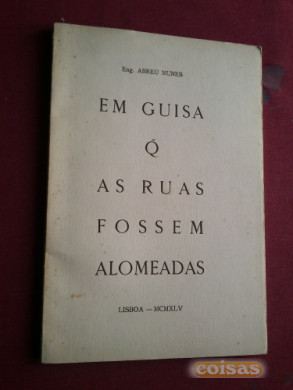 Eng. ABREU NUNES
EM GUISA
Q̃
AS RUAS
FOSSEM
ALOMEADAS
LISBOA — MCMXLV
coisas